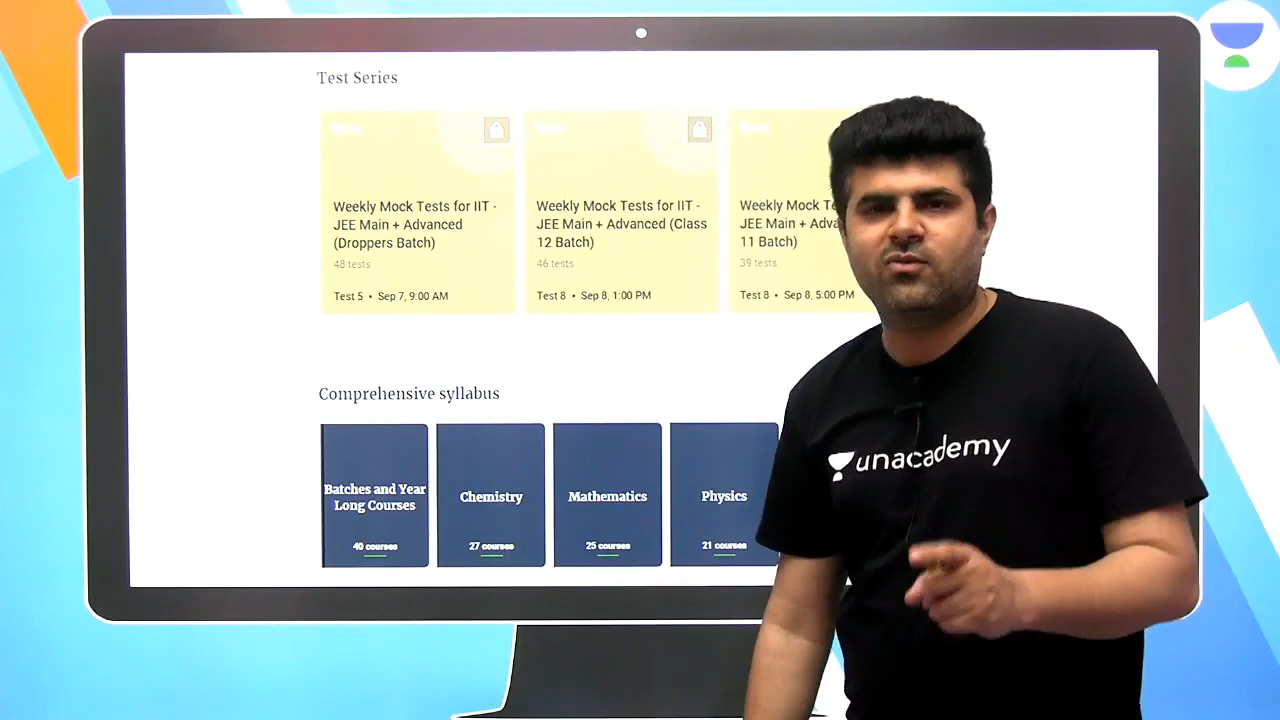 Test Series
Weekly Mock Tests for IIT -
JEE Main + Advanced
(Droppers Batch)
48 tests
Test 5 • Sep 7, 9:00 AM
Weekly Mock Tests for IIT -
JEE Main + Advanced (Class
12 Batch)
46 tests
Test 8 • Sep 8, 1:00 PM
Weekly Mock Te
JEE Main + Adva
11 Batch)
39 tests
Test 8 • Sep 8, 5:00 PM
Comprehensive syllabus
Batches and Year
Long Courses
40 courses
Chemistry
27 courses
Mathematics
25 courses
Physics
21 courses
unacademy